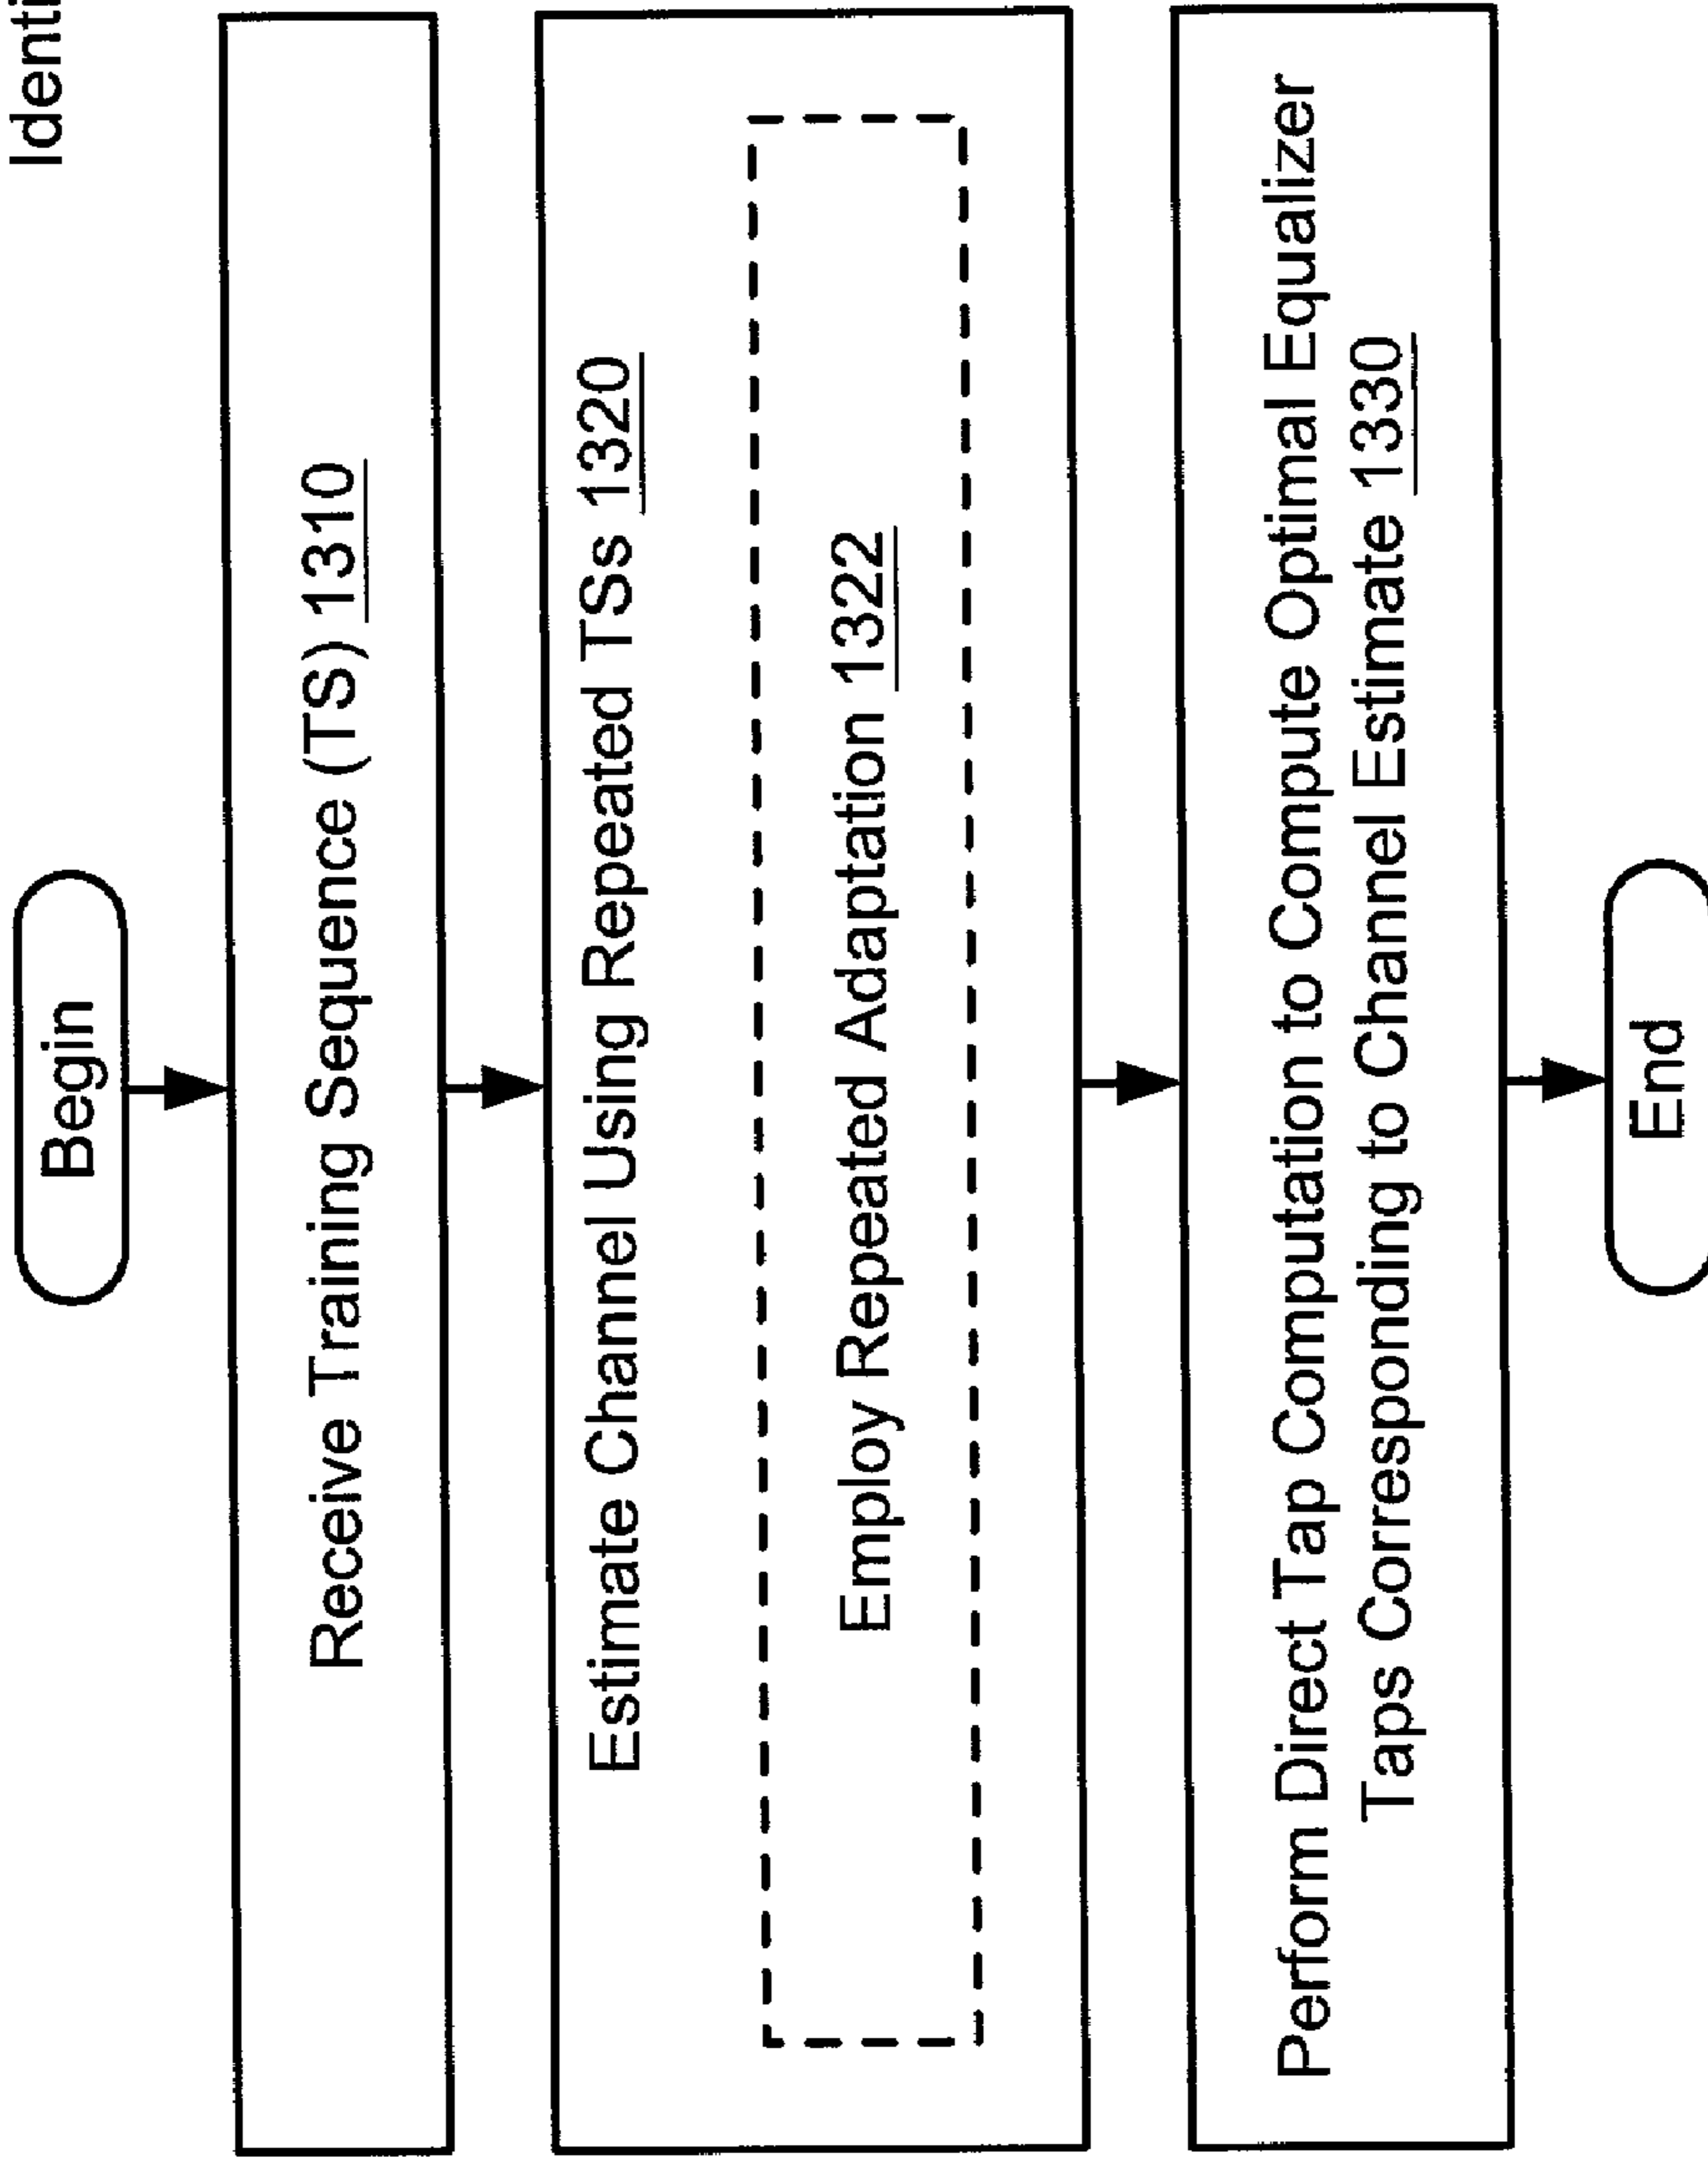 Begin
Receive Training Sequence (TS) 1310
Estimate Channel Using Repeated TSs 1320
Employ Repeated Adaptation 1322
Perform Direct Tap Computation to Compute Optimal Equalizer
Taps Corresponding to Channel Estimate 1330
End